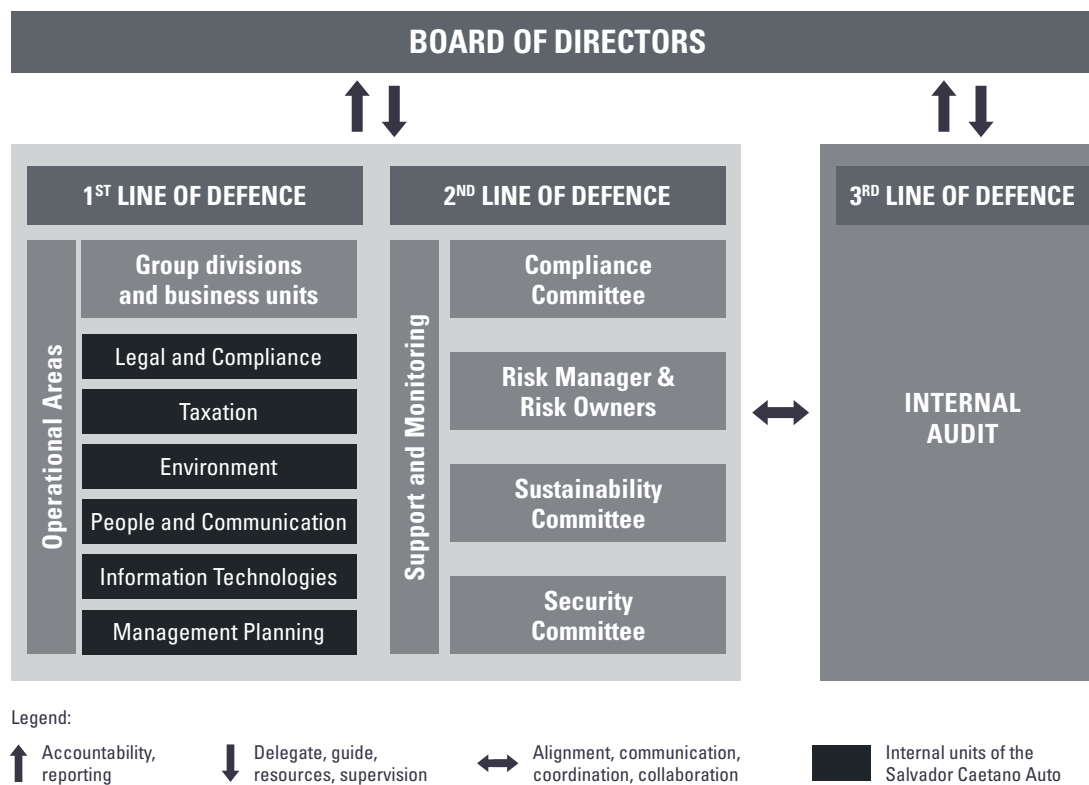 BOARD OF DIRECTORS
1ST LINE OF DEFENCE
Operational Areas
Group divisions
and business units
Legal and Compliance
Taxation
Environment
People and Communication
Information Technologies
Management Planning
2ND LINE OF DEFENCE
Support and Monitoring
Compliance
Committee
Risk Manager &
Risk Owners
Sustainability
Committee
Security
Committee
3RD LINE OF DEFENCE
INTERNAL
AUDIT
Legend:
Accountability,
reporting
Delegate, guide,
resources, supervision
Alignment, communication,
coordination, collaboration
Internal units of the
Salvador Caetano Auto